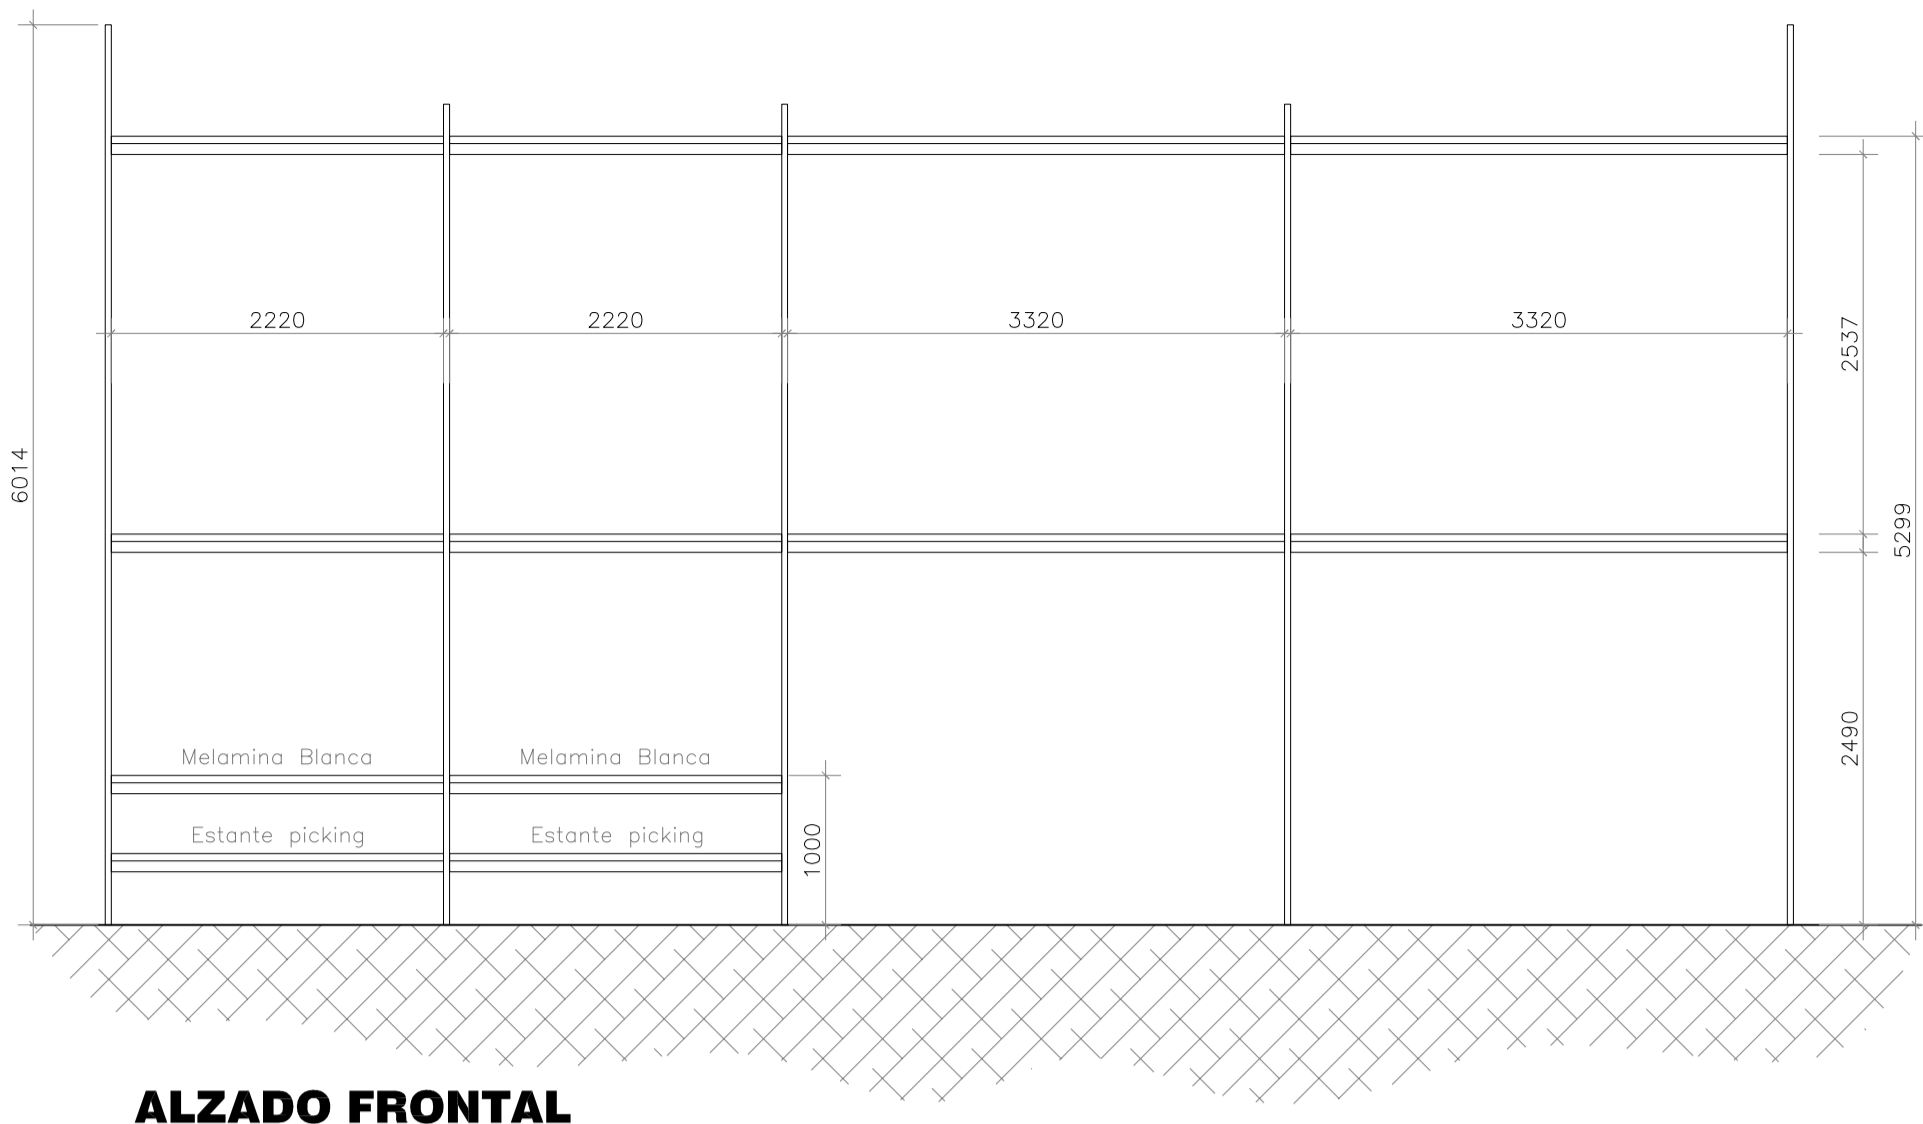 2220
2220
3320
3320
2537
6014
5299
2490
Melamina Blanca
Melamina Blanca
Estante picking
Estante picking
1000
ALZADO FRONTAL